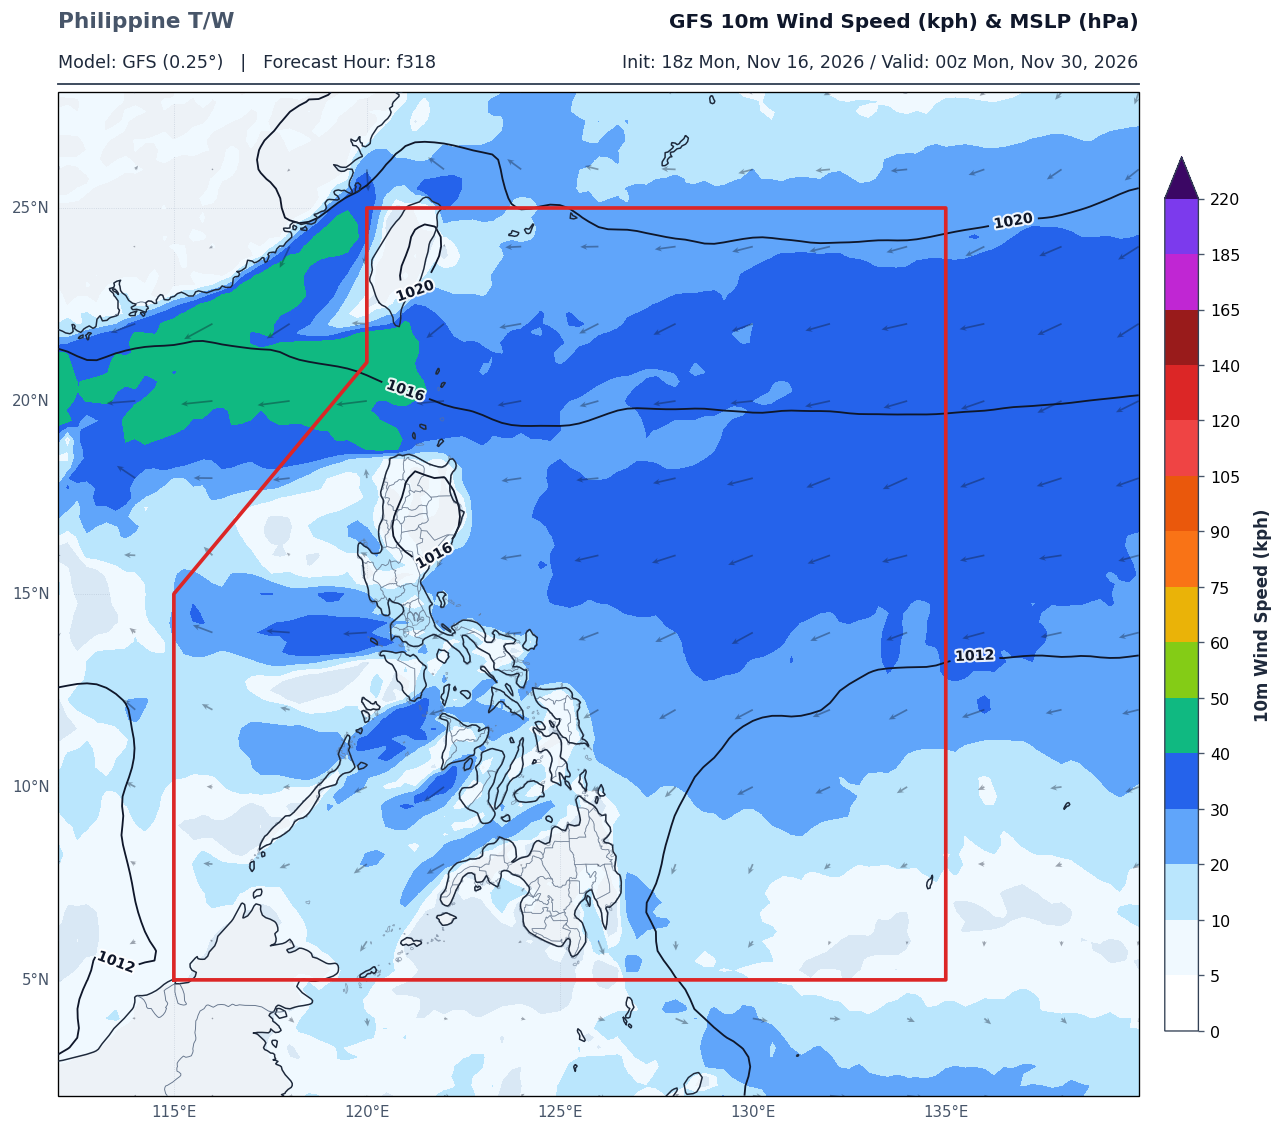 Philippine T/W
GFS 10m Wind Speed (kph) & MSLP (hPa)
Model: GFS (0.25°) | Forecast Hour: f318
Init: 18z Mon, Nov 16, 2026 / Valid: 00z Mon, Nov 30, 2026
25°N
20°N
15°N
10°N
5°N
115°E
120°E
125°E
130°E
135°E
1020
1020
1016
1016
1012
1012
220
185
165
140
120
105
90
75
60
50
40
30
20
10
5
0
10m Wind Speed (kph)